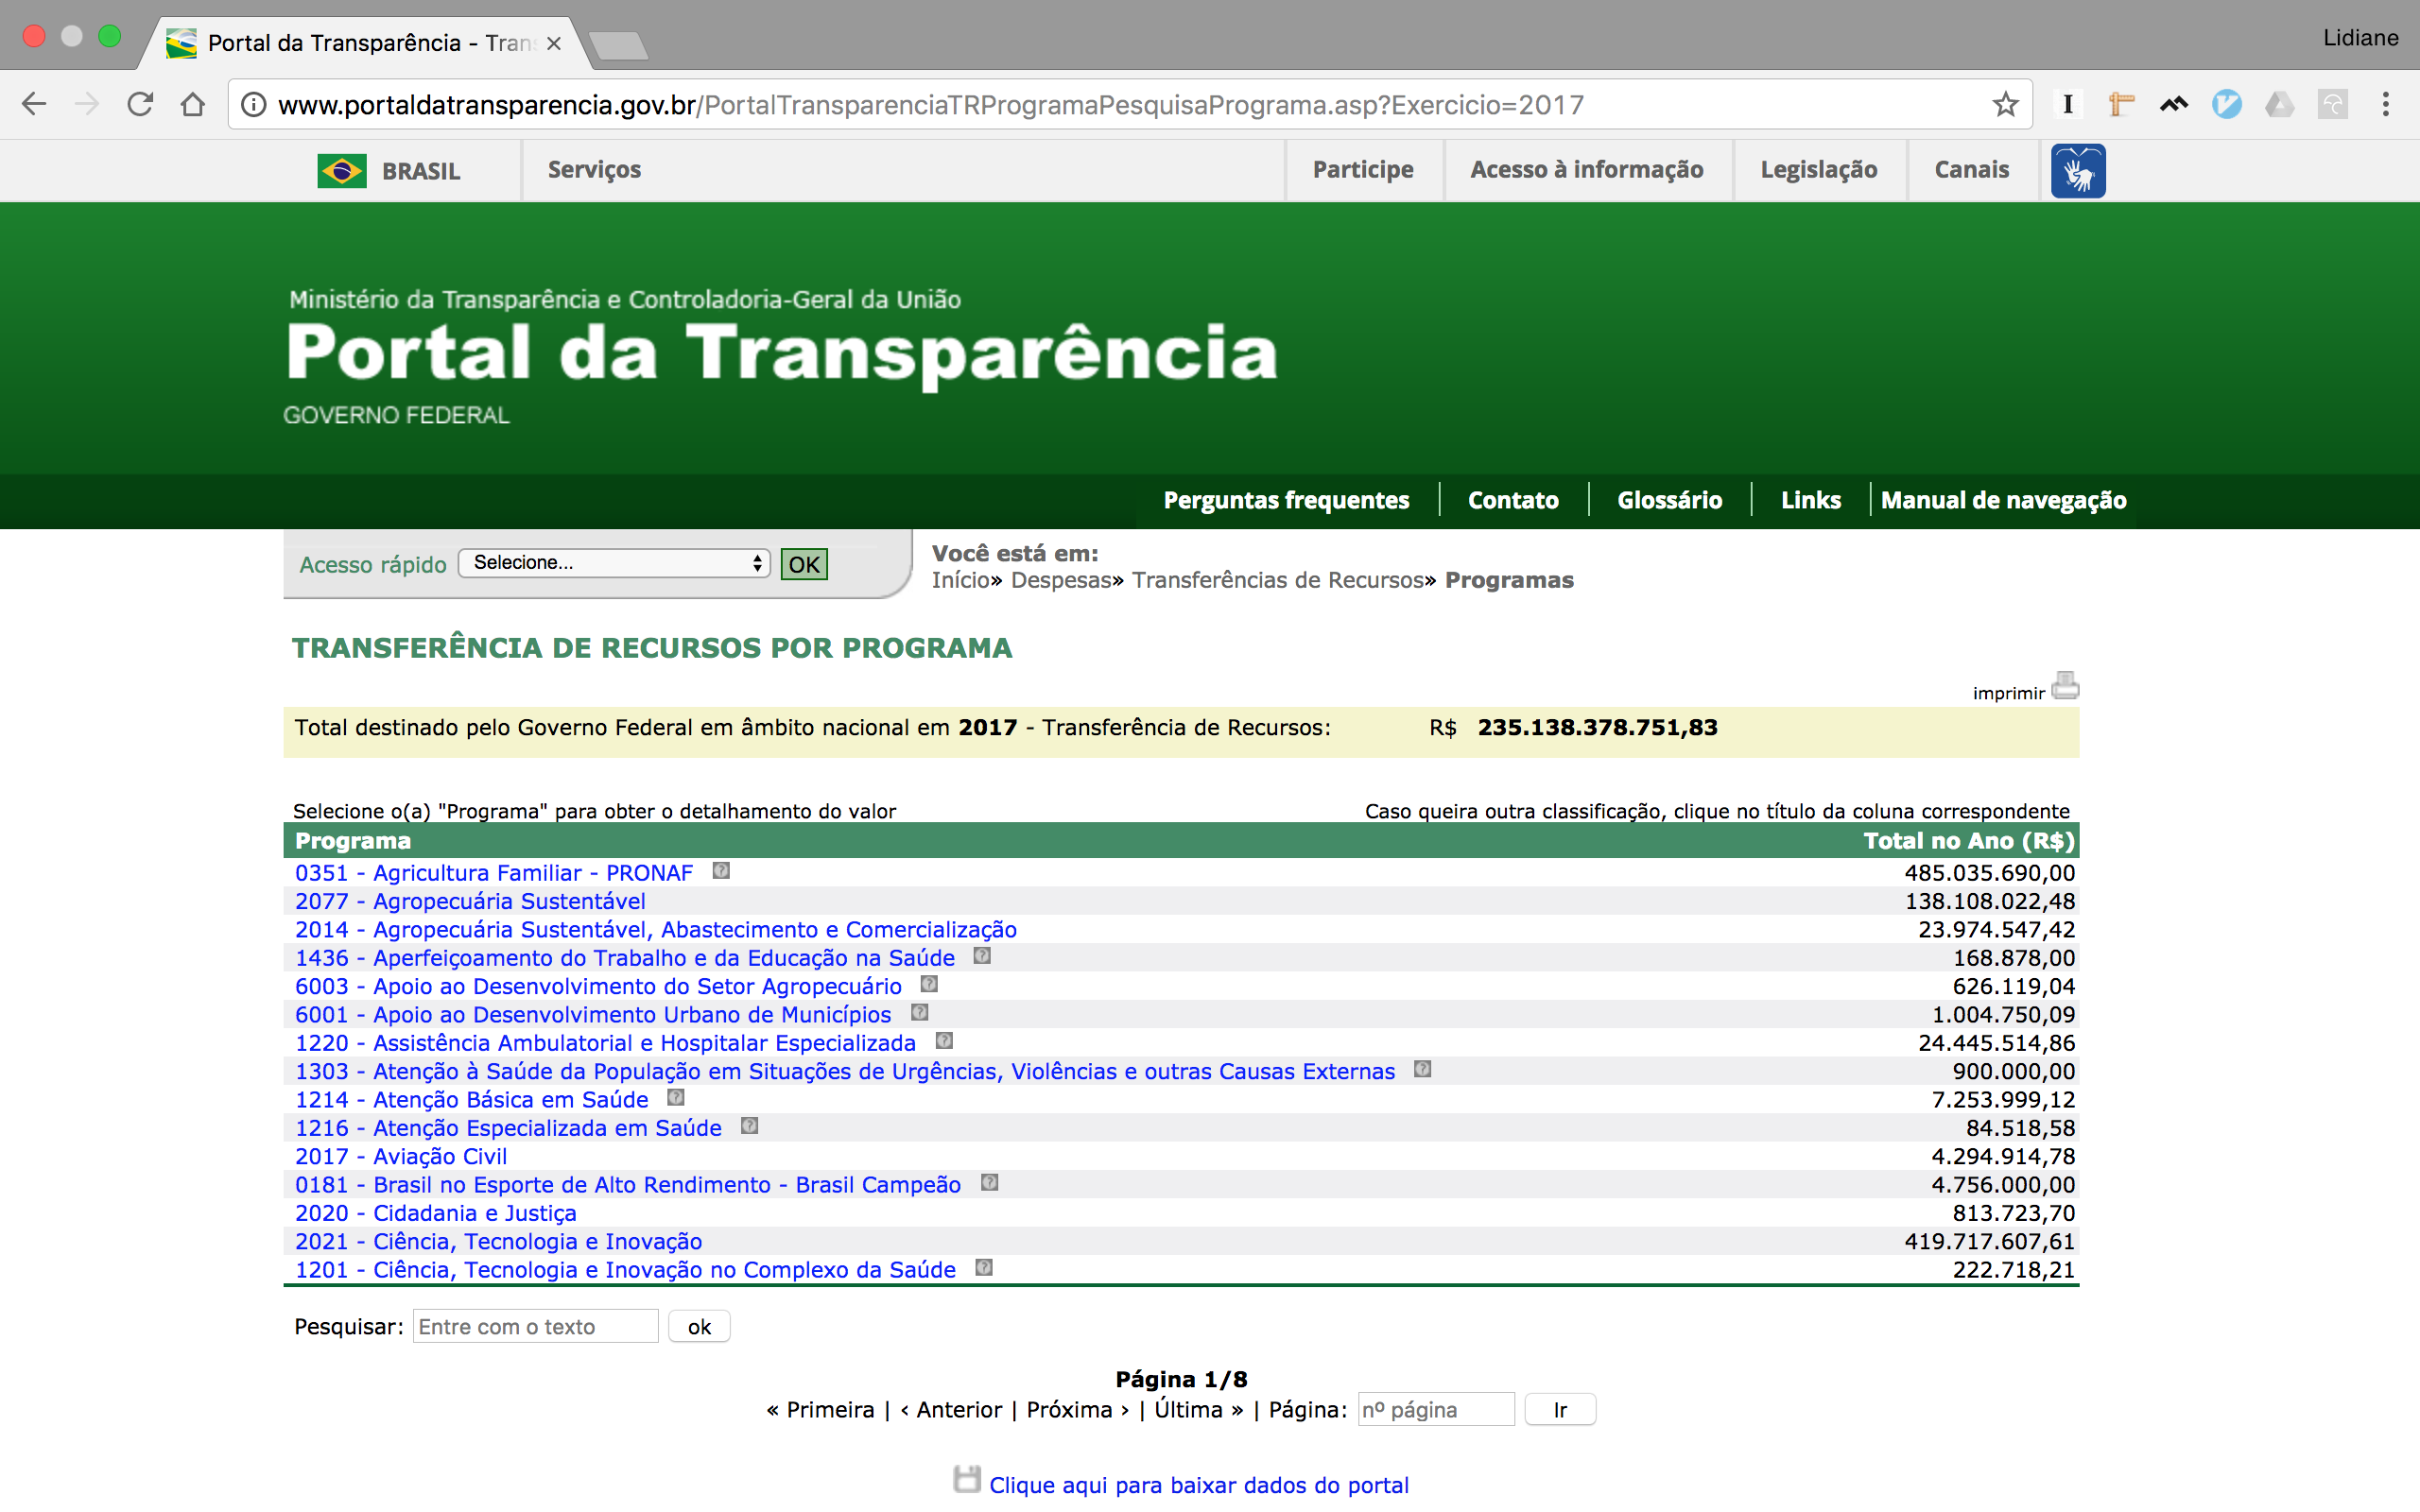 Portal da Transparência - Tran
Lidiane
www.portaldatransparencia.gov.br/PortalTransparenciaTRProgramaPesquisaPrograma.asp?Exercicio=2017
BRASIL
Serviços
Participe
Acesso à informação
Legislação
Canais
Ministério da Transparência e Controladoria-Geral da União
Portal da Transparência
GOVERNO FEDERAL
Perguntas frequentes
Contato
Glossário
Links
Manual de navegação
Acesso rápido Selecione... OK
Você está em:
Início» Despesas» Transferências de Recursos» Programas
TRANSFERÊNCIA DE RECURSOS POR PROGRAMA
imprimir
Total destinado pelo Governo Federal em âmbito nacional em 2017 - Transferência de Recursos: R$ 235.138.378.751,83
Selecione o(a) "Programa" para obter o detalhamento do valor
Caso queira outra classificação, clique no título da coluna correspondente
Programa Total no Ano (R$)
0351 - Agricultura Familiar - PRONAF ? 485.035.690,00
2077 - Agropecuária Sustentável 138.108.022,48
2014 - Agropecuária Sustentável, Abastecimento e Comercialização 23.974.547,42
1436 - Aperfeiçoamento do Trabalho e da Educação na Saúde ? 168.878,00
6003 - Apoio ao Desenvolvimento do Setor Agropecuário ? 626.119,04
6001 - Apoio ao Desenvolvimento Urbano de Municípios ? 1.004.750,09
1220 - Assistência Ambulatorial e Hospitalar Especializada ? 24.445.514,86
1303 - Atenção à Saúde da População em Situações de Urgências, Violências e outras Causas Externas ? 900.000,00
1214 - Atenção Básica em Saúde ? 7.253.999,12
1216 - Atenção Especializada em Saúde ? 84.518,58
2017 - Aviação Civil 4.294.914,78
0181 - Brasil no Esporte de Alto Rendimento - Brasil Campeão ? 4.756.000,00
2020 - Cidadania e Justiça 813.723,70
2021 - Ciência, Tecnologia e Inovação 419.717.607,61
1201 - Ciência, Tecnologia e Inovação no Complexo da Saúde ? 222.718,21
Pesquisar: Entre com o texto ok
Página 1/8
« Primeira | ‹ Anterior | Próxima › | Última » | Página: nº página Ir
Clique aqui para baixar dados do portal